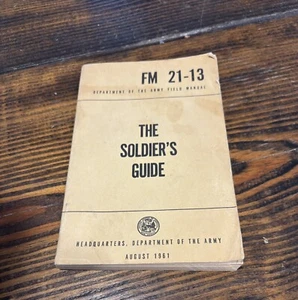 FM 21-13
DEPARTMENT OF THE ARMY FIELD MANUAL
THE
SOLDIER'S
GUIDE
HEADQUARTERS, DEPARTMENT OF THE ARMY
AUGUST 1961